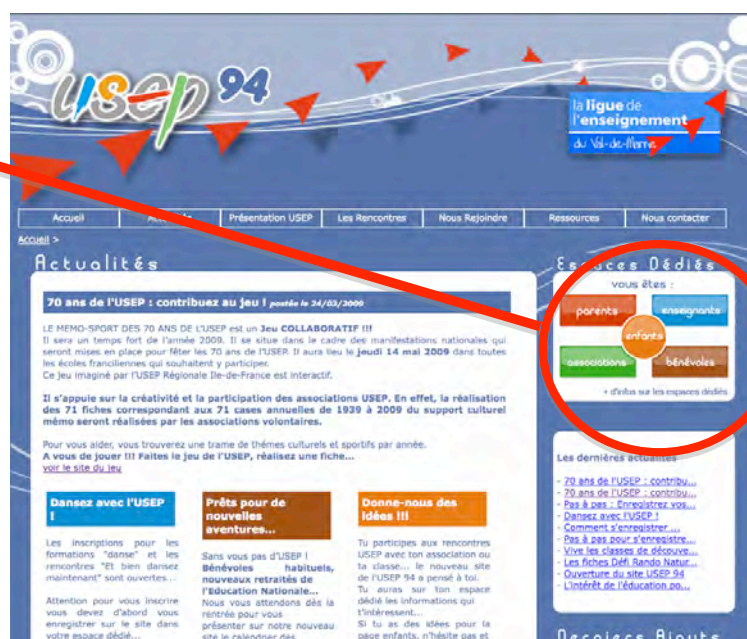 usep 94
la ligue de
l'enseignement
du Val-de-Marne
Accueil
Présentation USEP
Les Rencontres
Nous Rejoindre
Ressources
Nous contacter
Accueil >
Actualités
70 ans de l'USEP : contribuez au jeu ! postée le 24/03/2009
LE MEMO-SPORT DES 70 ANS DE L'USEP est un Jeu COLLABORATIF !!!
Il sera un temps fort de l'année 2009. Il se situe dans le cadre des manifestations nationales qui
seront mises en place pour fêter les 70 ans de l'USEP. Il aura lieu le jeudi 14 mai 2009 dans toutes
les écoles franciliennes qui souhaitent y participer.
Ce jeu imaginé par l'USEP Régionale Ile-de-France est interactif.
Il s'appuie sur la créativité et la participation des associations USEP. En effet, la réalisation
des 71 fiches correspondant aux 71 cases annuelles de 1939 à 2009 du support culturel
mémo seront réalisées par les associations volontaires.
Pour vous aider, vous trouverez une trame de thèmes culturels et sportifs par année.
A vous de jouer !!! Faites le jeu de l'USEP, réalisez une fiche...
voir le site du jeu
Dansez avec l'USEP
!
Les inscriptions pour les
formations "danse" et les
rencontres "Et bien dansez
maintenant" sont ouvertes...
Attention pour vous inscrire
vous devez d'abord vous
enregistrer sur le site dans
votre espace dédié...
Prêts pour de
nouvelles
aventures...
Sans vous pas d'USEP !
Bénévoles habituels,
nouveaux retraités de
l'Education Nationale...
Nous vous attendons dès la
rentrée pour vous
présenter sur notre nouveau
site le calendrier des
Donne-nous des
idées !!!
Tu participes aux rencontres
USEP avec ton association ou
ta classe... le nouveau site
de l'USEP 94 a pensé à toi.
Tu auras sur ton espace
dédié les informations qui
t'intéressent...
Si tu as des idées pour la
page enfants, n'hésite pas et
Espaces Dédiés
vous êtes :
parents
enseignants
enfants
associations
bénévoles
+ d'infos sur les espaces dédiés
Les dernières actualités
- 70 ans de l'USEP : contribu...
- 70 ans de l'USEP : contribu...
- Pas à pas : Enregistrez vos...
- Dansez avec l'USEP !
- Comment s'enregistrer ...
- Pas à pas pour s'enregistre...
- Vive les classes de découve...
- Les fiches Défi Rando Natur...
- Ouverture du site USEP 94
- L'intérêt de l'éducation po...
Derniers Ajouts